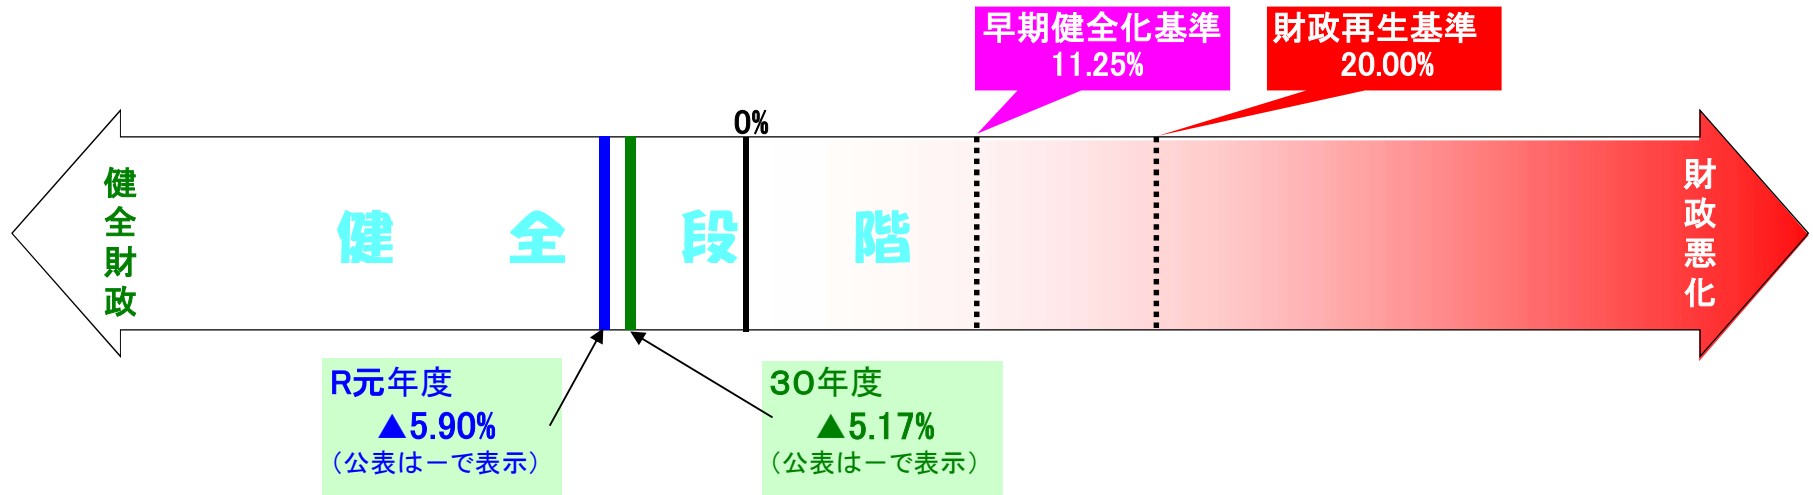 早期健全化基準
11.25%
財政再生基準
20.00%
0%
健全財政
健全段階
財政悪化
R元年度
▲5.90%
（公表は－で表示）
３０年度
▲5.17%
（公表は－で表示）